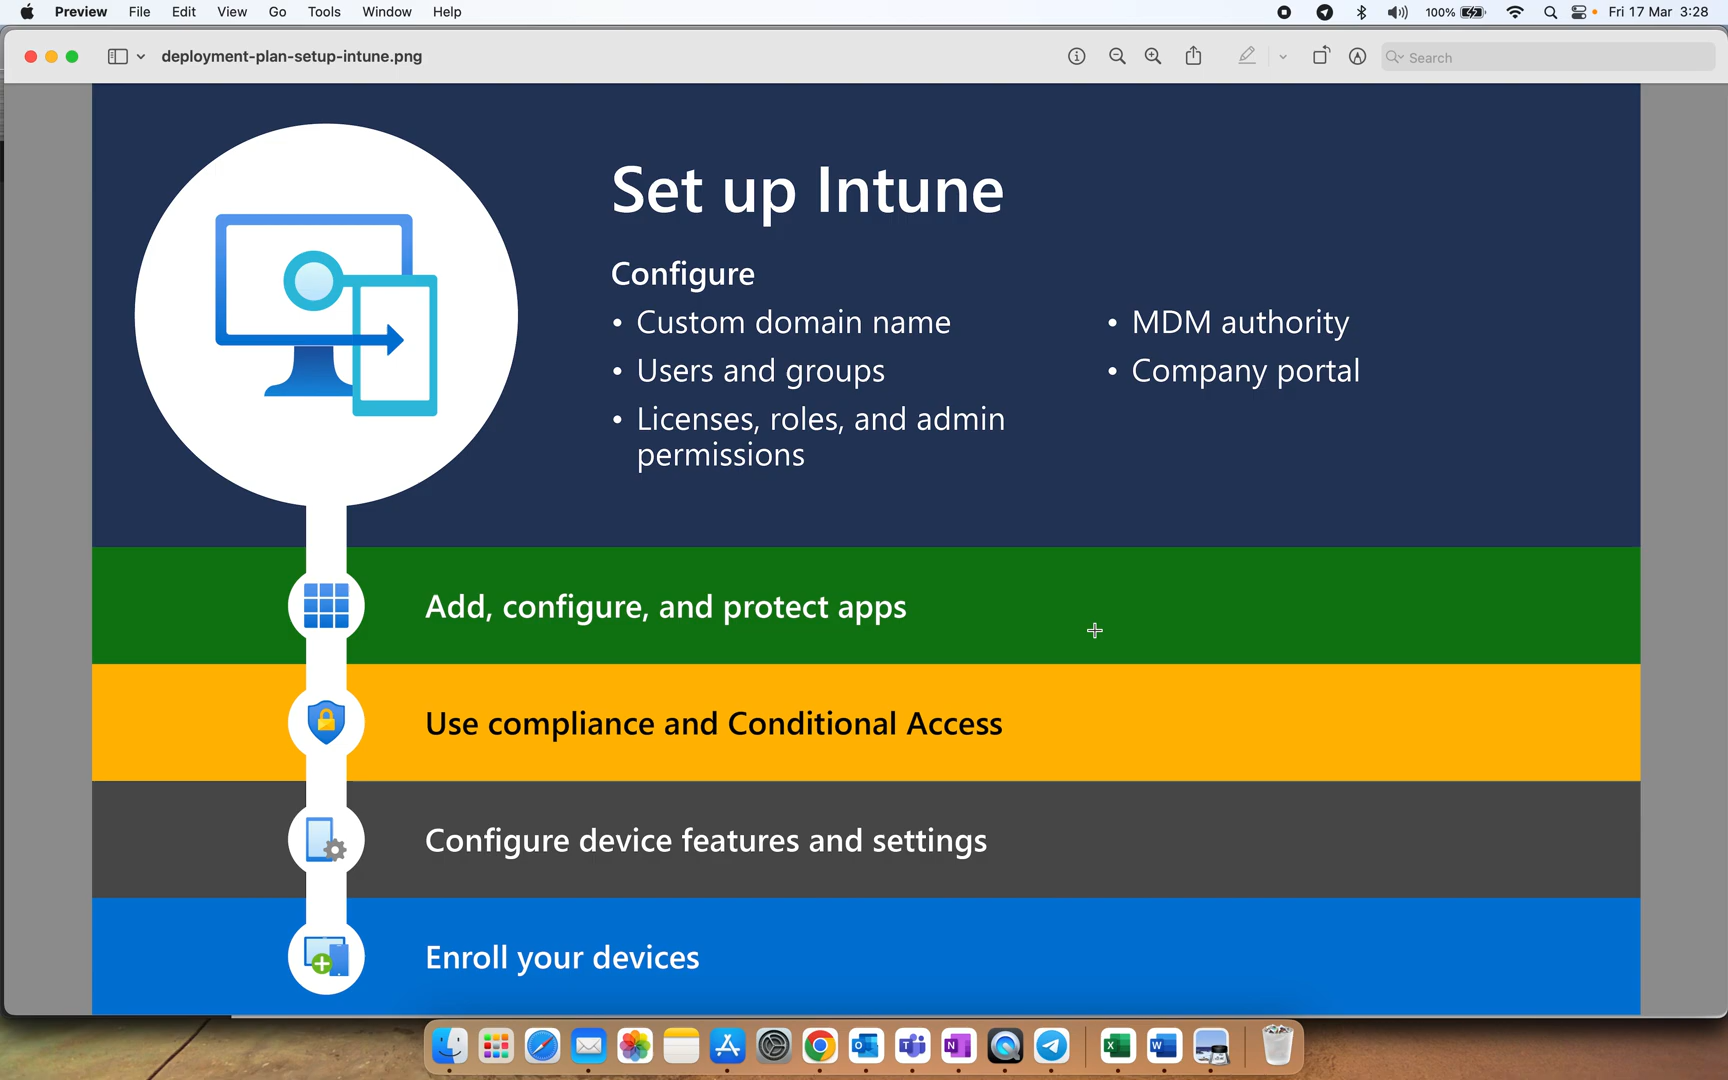 Preview File Edit View Go Tools Window Help 100% Fri 17 Mar 3:28
deployment-plan-setup-intune.png Search
Set up Intune
Configure
• Custom domain name
• Users and groups
• Licenses, roles, and admin
permissions
• MDM authority
• Company portal
Add, configure, and protect apps
Use compliance and Conditional Access
Configure device features and settings
Enroll your devices